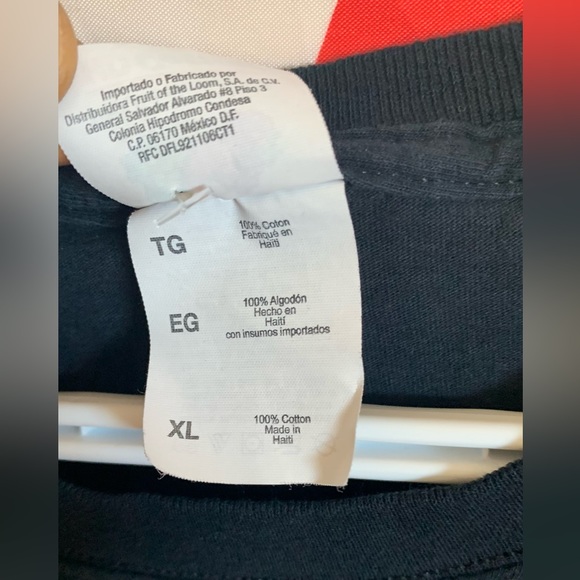 Importado o Fabricado por
Distribuidora Fruit of the Loom, S.A. de C.V.
General Salvador Alvarado #8 Piso 3
Colonia Hipodromo Condesa
C.P. 06170 México D.F.
RFC DFL921106CT1
TG
100% Coton
Fabriqué en
Haïti
EG
100% Algodón
Hecho en
Haití
con insumos importados
XL
100% Cotton
Made in
Haiti